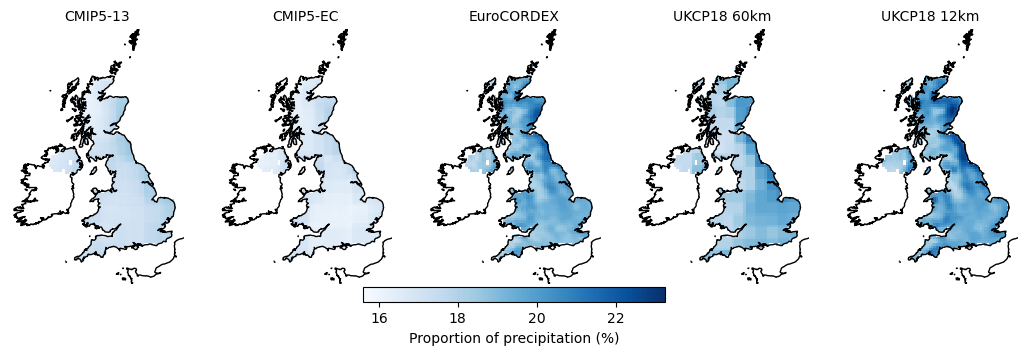 CMIP5-13 CMIP5-EC EuroCORDEX UKCP18 60km UKCP18 12km
16 18 20 22
Proportion of precipitation (%)